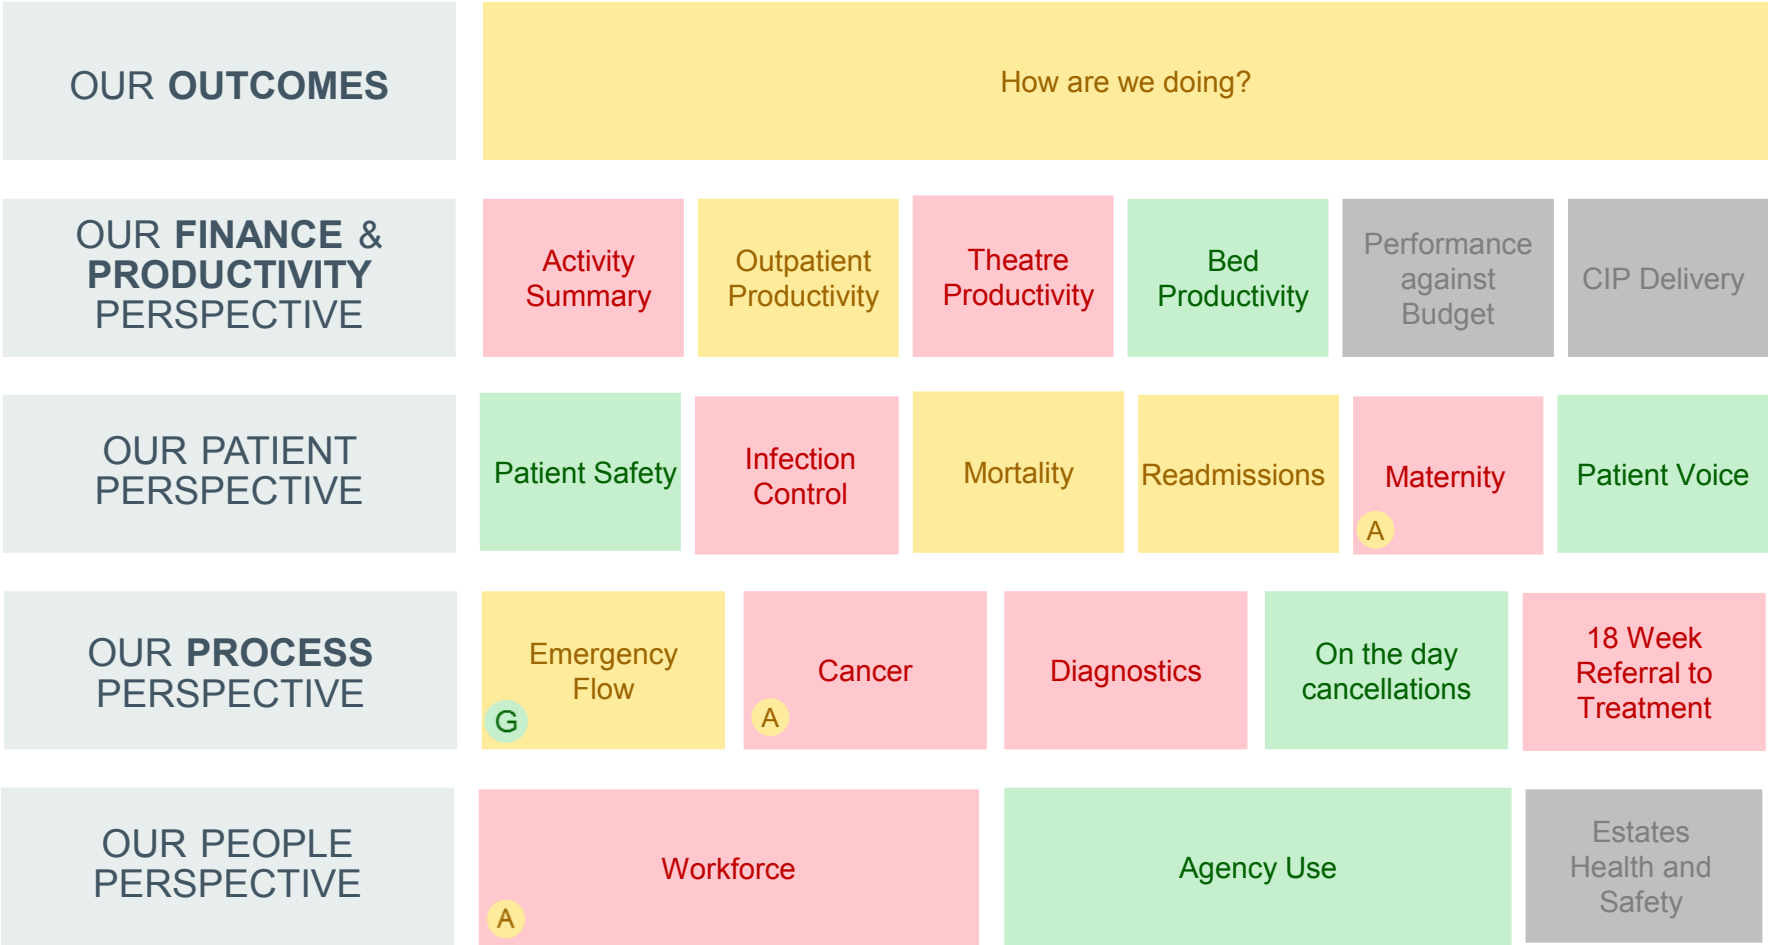 OUR OUTCOMES
How are we doing?
OUR FINANCE &
PRODUCTIVITY
PERSPECTIVE
Activity
Summary
Outpatient
Productivity
Theatre
Productivity
Bed
Productivity
Performance
against
Budget
CIP Delivery
OUR PATIENT
PERSPECTIVE
Patient Safety
Infection
Control
Mortality
Readmissions
Maternity
A
Patient Voice
OUR PROCESS
PERSPECTIVE
Emergency
Flow
G
Cancer
A
Diagnostics
On the day
cancellations
18 Week
Referral to
Treatment
OUR PEOPLE
PERSPECTIVE
Workforce
A
Agency Use
Estates
Health and
Safety